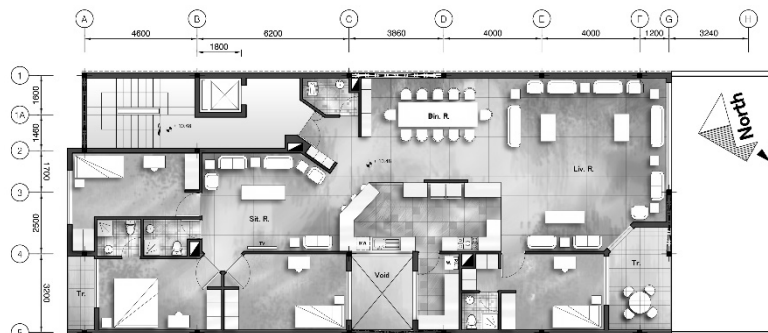 A B C D E F G H
4600 6200 3860 4000 4000 1200 3240
1800
1
1A
2
3
4
5
1600
1460
1700
2500
3200
North
Din. R.
Liv. R.
Sit. R.
TV
Void
Tr.
Tr.